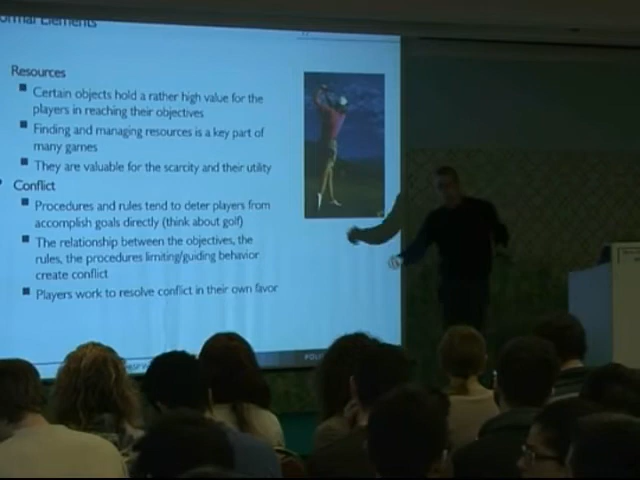 ormal Elements
Resources
Certain objects hold a rather high value for the
players in reaching their objectives
Finding and managing resources is a key part of
many games
They are valuable for the scarcity and their utility
Conflict
Procedures and rules tend to deter players from
accomplish goals directly (think about golf)
The relationship between the objectives, the
rules, the procedures limiting/guiding behavior
create conflict
Players work to resolve conflict in their own favor